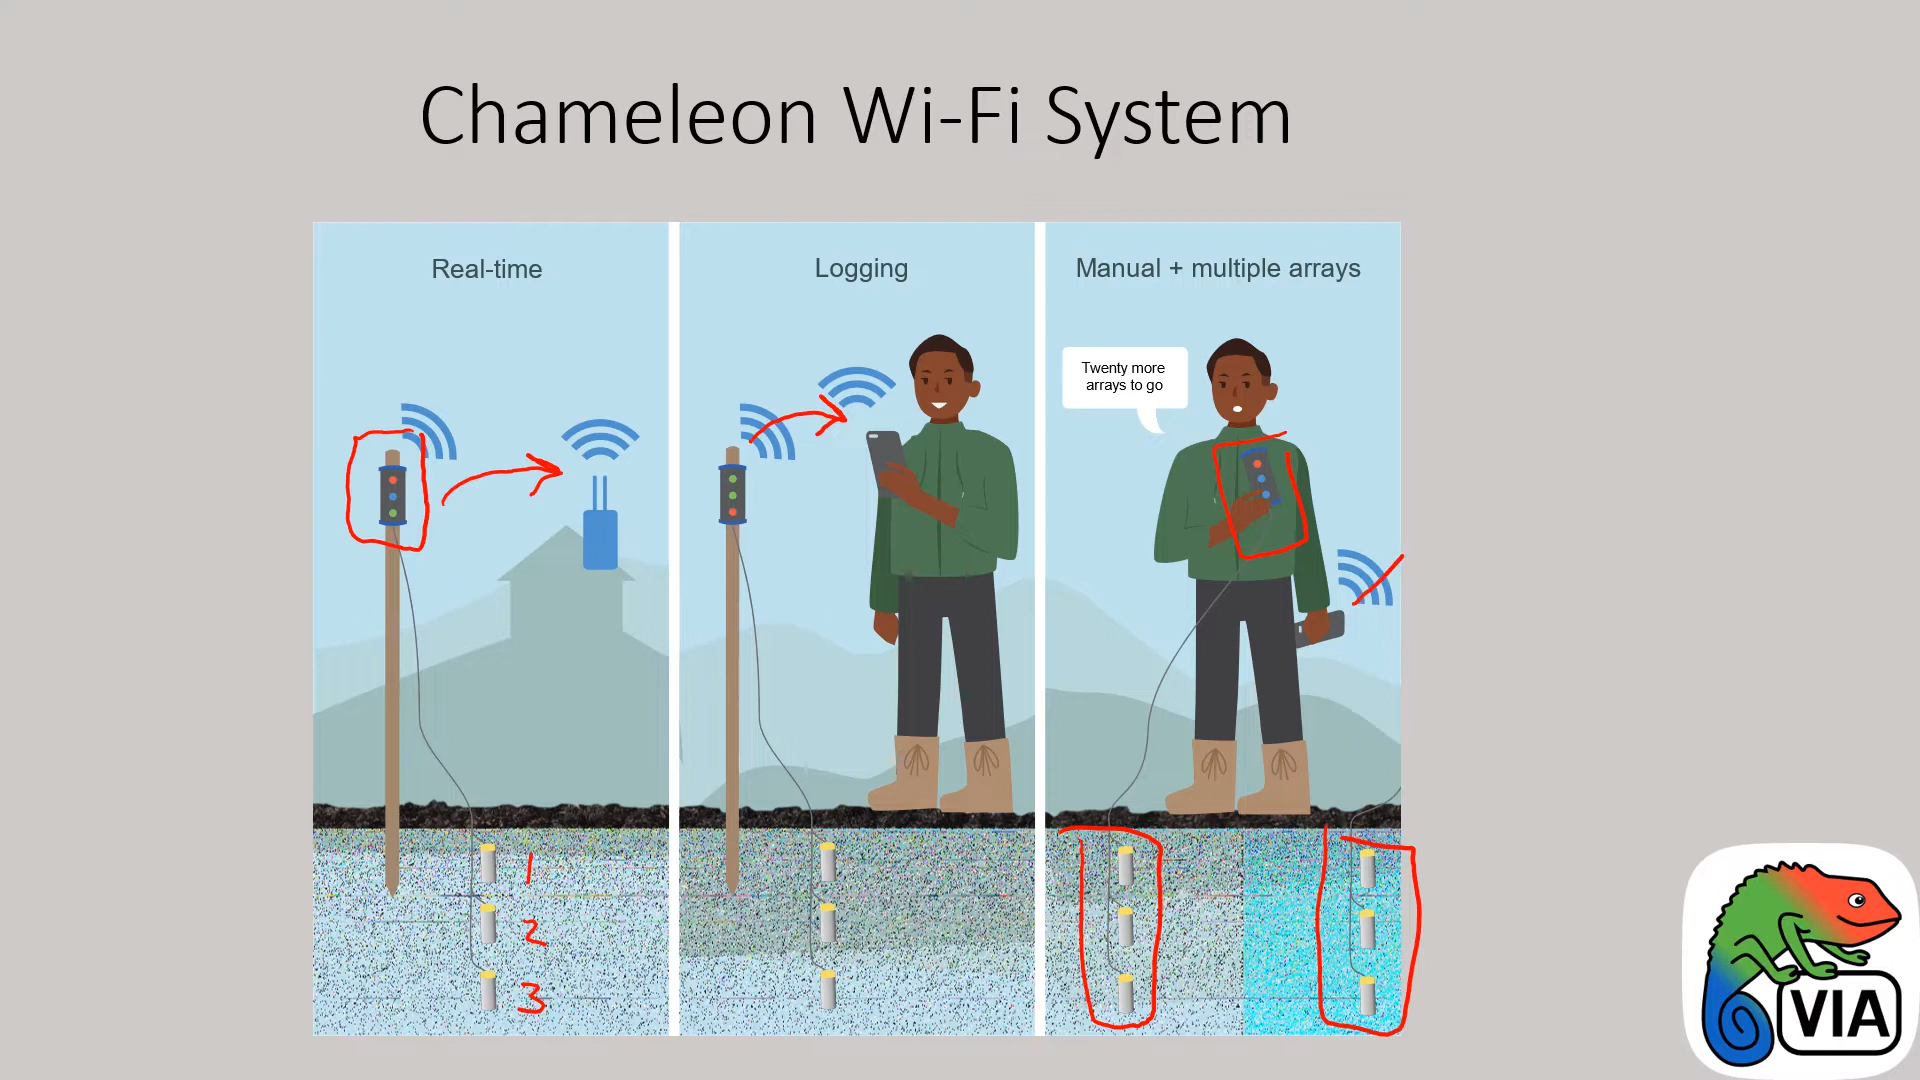 Chameleon Wi-Fi System
Real-time
Logging
Manual + multiple arrays
Twenty more
arrays to go
1
2
3
VIA